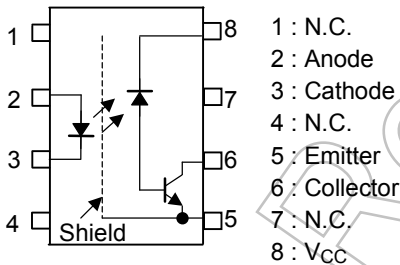 1
2
3
4
8
7
6
5
Shield
1 : N.C.
2 : Anode
3 : Cathode
4 : N.C.
5 : Emitter
6 : Collector
7 : N.C.
8 : VCC